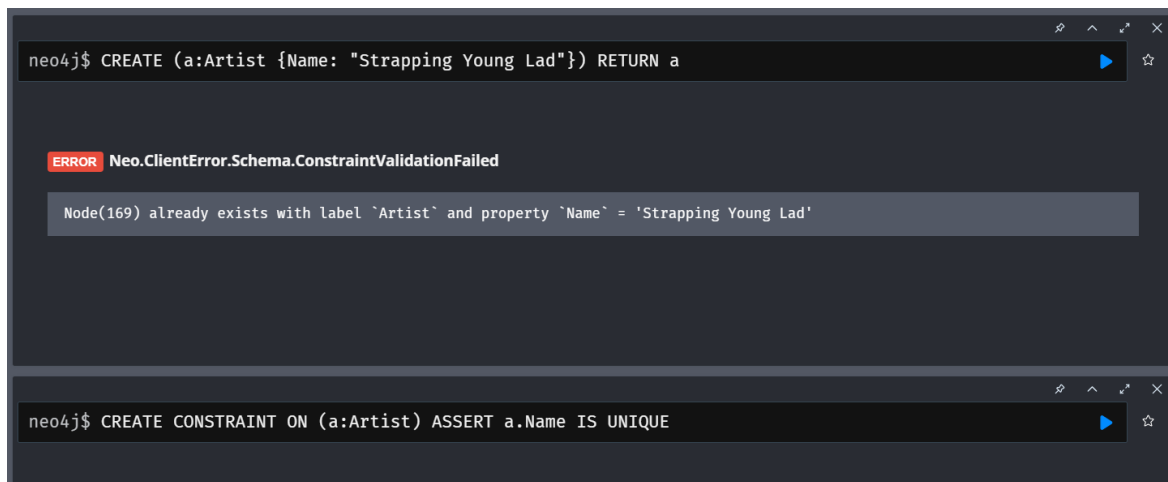 neo4j$ CREATE (a:Artist {Name: "Strapping Young Lad"}) RETURN a
ERROR Neo.ClientError.Schema.ConstraintValidationFailed
Node(169) already exists with label `Artist` and property `Name` = 'Strapping Young Lad'
neo4j$ CREATE CONSTRAINT ON (a:Artist) ASSERT a.Name IS UNIQUE